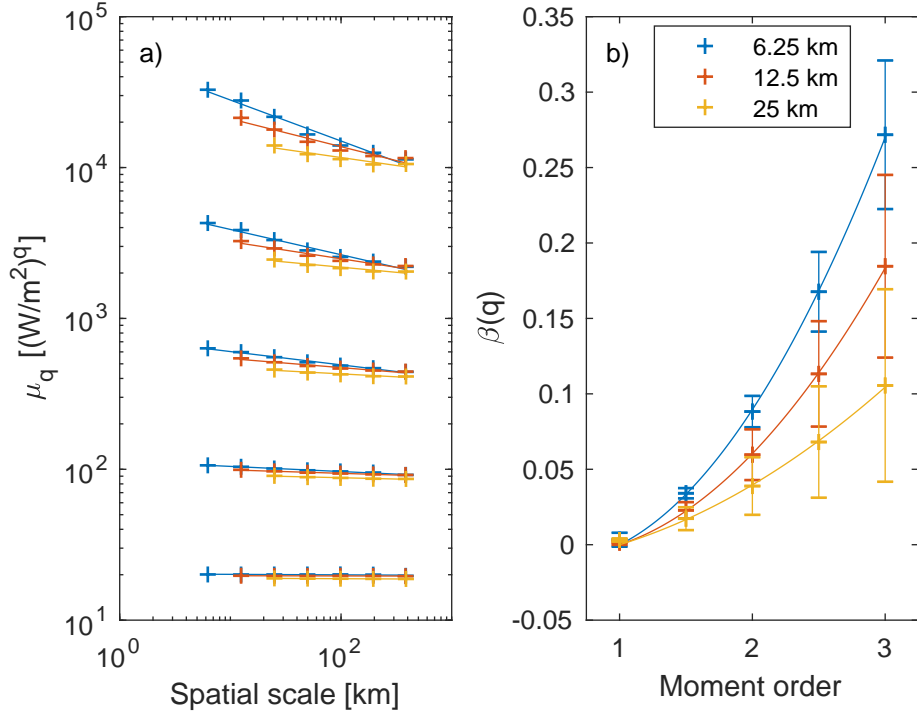 a)
10^5
10^4
10^3
10^2
10^1
μ_q [(W/m^2)^q]
10^0
10^2
Spatial scale [km]
b)
6.25 km
12.5 km
25 km
0.35
0.3
0.25
0.2
0.15
0.1
0.05
0
-0.05
β(q)
1
2
3
Moment order